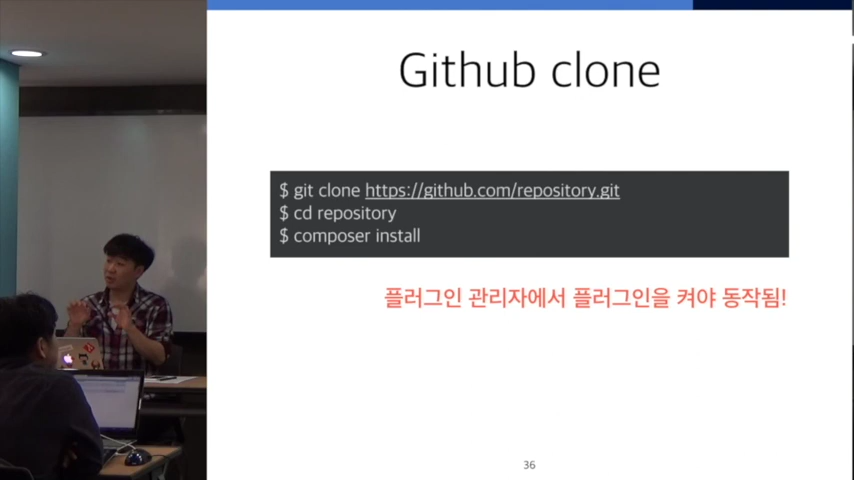 Github clone
$ git clone https://github.com/repository.git
$ cd repository
$ composer install
플러그인 관리자에서 플러그인을 켜야 동작됨!
36